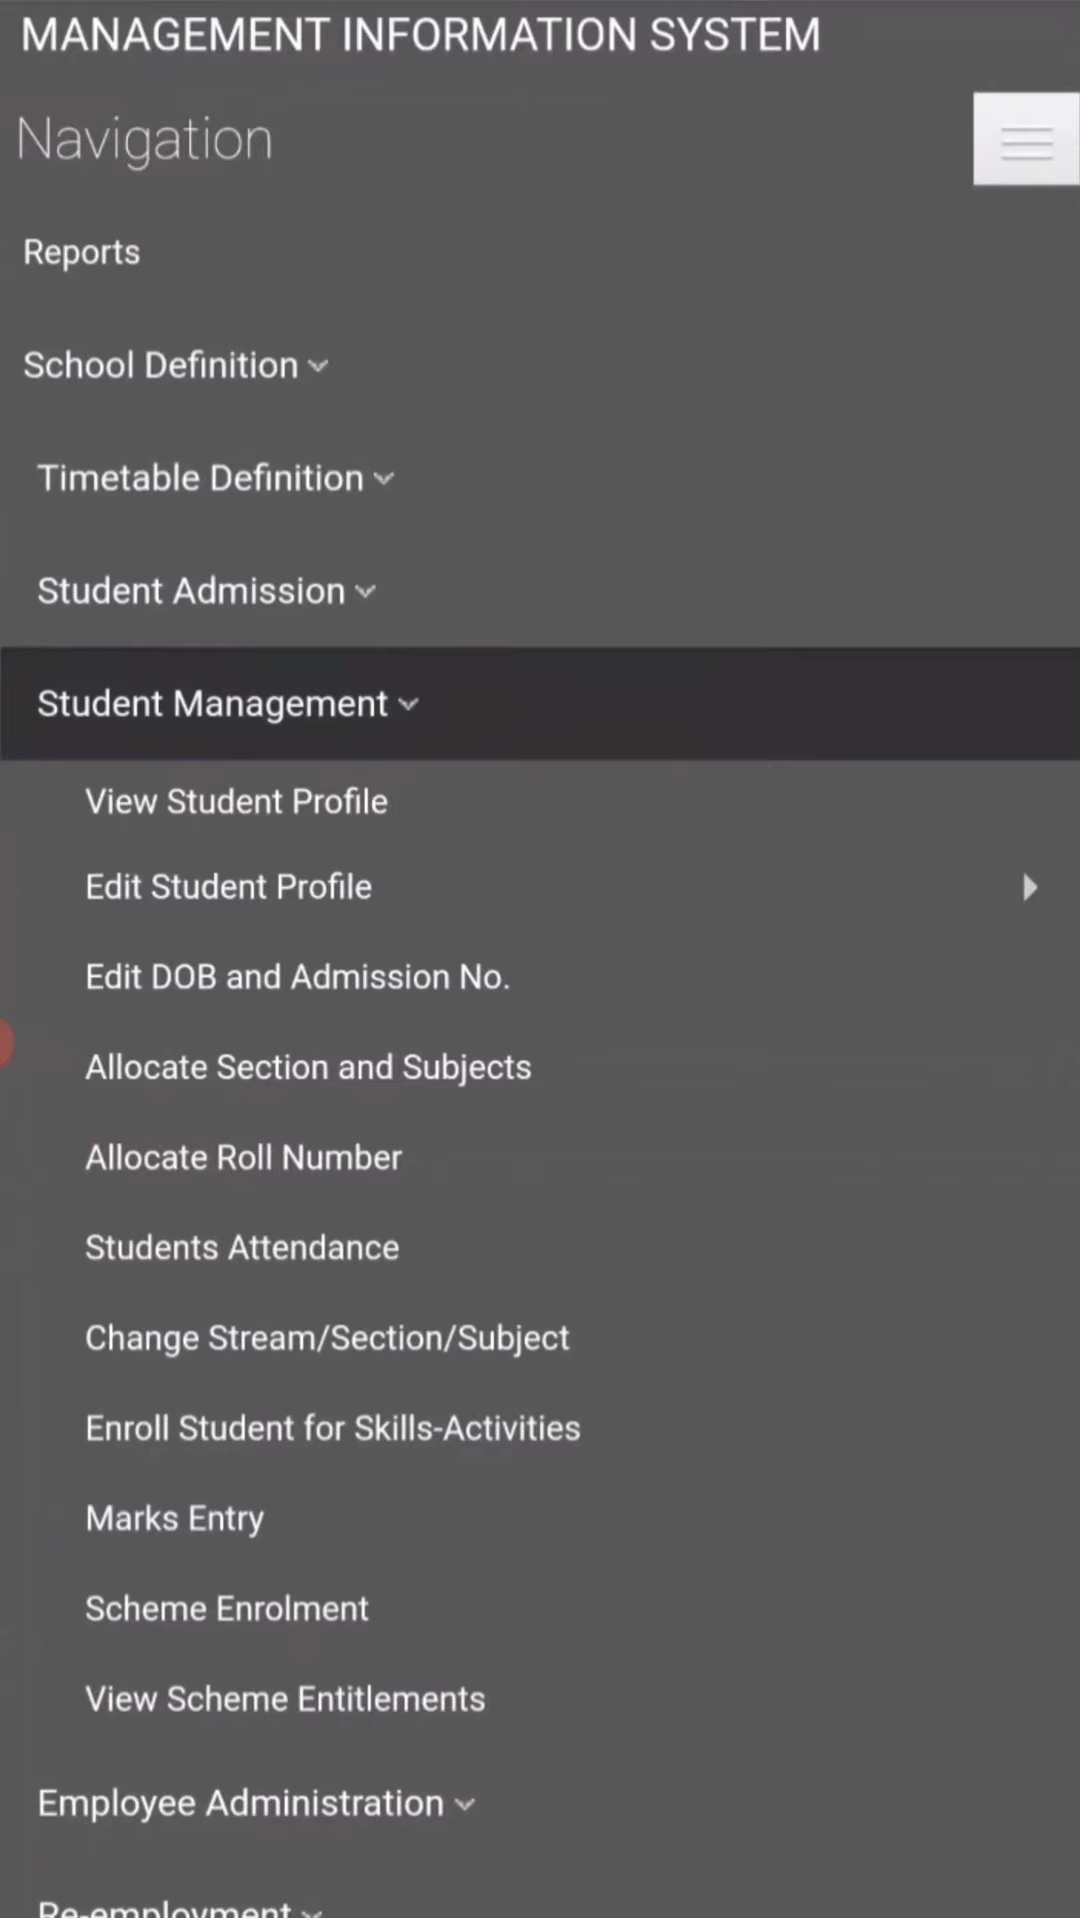 MANAGEMENT INFORMATION SYSTEM
Navigation
Reports
School Definition
Timetable Definition
Student Admission
Student Management
View Student Profile
Edit Student Profile
Edit DOB and Admission No.
Allocate Section and Subjects
Allocate Roll Number
Students Attendance
Change Stream/Section/Subject
Enroll Student for Skills-Activities
Marks Entry
Scheme Enrolment
View Scheme Entitlements
Employee Administration
Re-employment